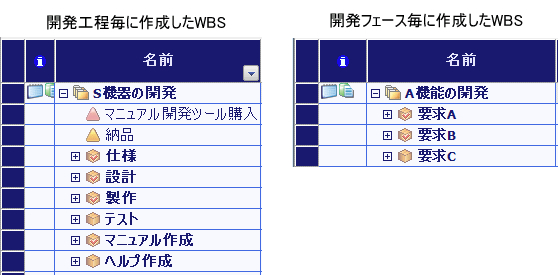 開発工程毎に作成したWBS
名前
S機器の開発
マニュアル開発ツール購入
納品
仕様
設計
製作
テスト
マニュアル作成
ヘルプ作成
開発フェース毎に作成したWBS
名前
A機能の開発
要求A
要求B
要求C